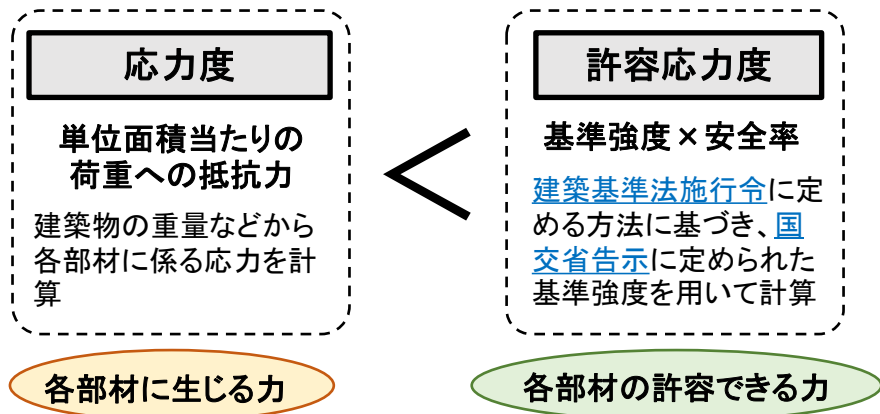 応力度
単位面積当たりの
荷重への抵抗力
建築物の重量などから
各部材に係る応力を計
算
各部材に生じる力
<
許容応力度
基準強度×安全率
建築基準法施行令に定
める方法に基づき、国
交省告示に定められた
基準強度を用いて計算
各部材の許容できる力